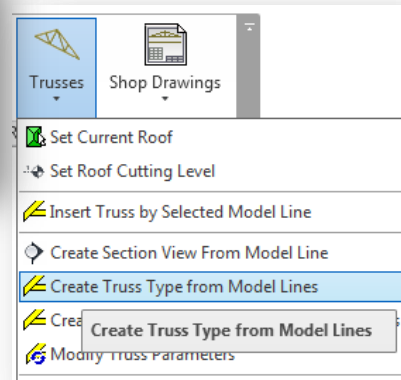 Trusses
Shop Drawings
Set Current Roof
Set Roof Cutting Level
Insert Truss by Selected Model Line
Create Section View From Model Line
Create Truss Type from Model Lines
Create Truss Type from Model Lines
Modify Truss Parameters